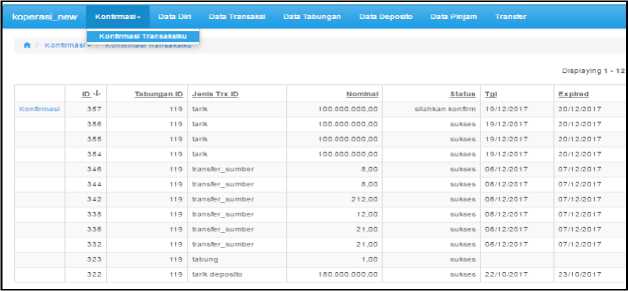 koperasi_new Konfirmasi Data Diri Data Transaksi Data Tabungan Data Deposito Data Pinjam Transfer
Konfirmasi Transaksiku
/ Konfirmasi / Konfirmasi Transaksiku
Displaying 1 - 12
ID Tabungan ID Jenis Trx ID Nominal Status Tgl Expired
Konfirmasi 357 119 tarik 100.000.000,00 silahkan konfirm 19/12/2017 20/12/2017
356 119 tarik 100.000.000,00 sukses 19/12/2017 20/12/2017
355 119 tarik 100.000.000,00 sukses 19/12/2017 20/12/2017
354 119 tarik 100.000.000,00 sukses 19/12/2017 20/12/2017
346 119 transfer_sumber 8,00 sukses 06/12/2017 07/12/2017
344 119 transfer_sumber 8,00 sukses 06/12/2017 07/12/2017
342 119 transfer_sumber 212,00 sukses 06/12/2017 07/12/2017
338 119 transfer_sumber 12,00 sukses 06/12/2017 07/12/2017
336 119 transfer_sumber 21,00 sukses 06/12/2017 07/12/2017
332 119 transfer_sumber 21,00 sukses 06/12/2017 07/12/2017
323 119 tabung 1,00 sukses
322 119 tarik deposito 180.000.000,00 sukses 22/10/2017 23/10/2017